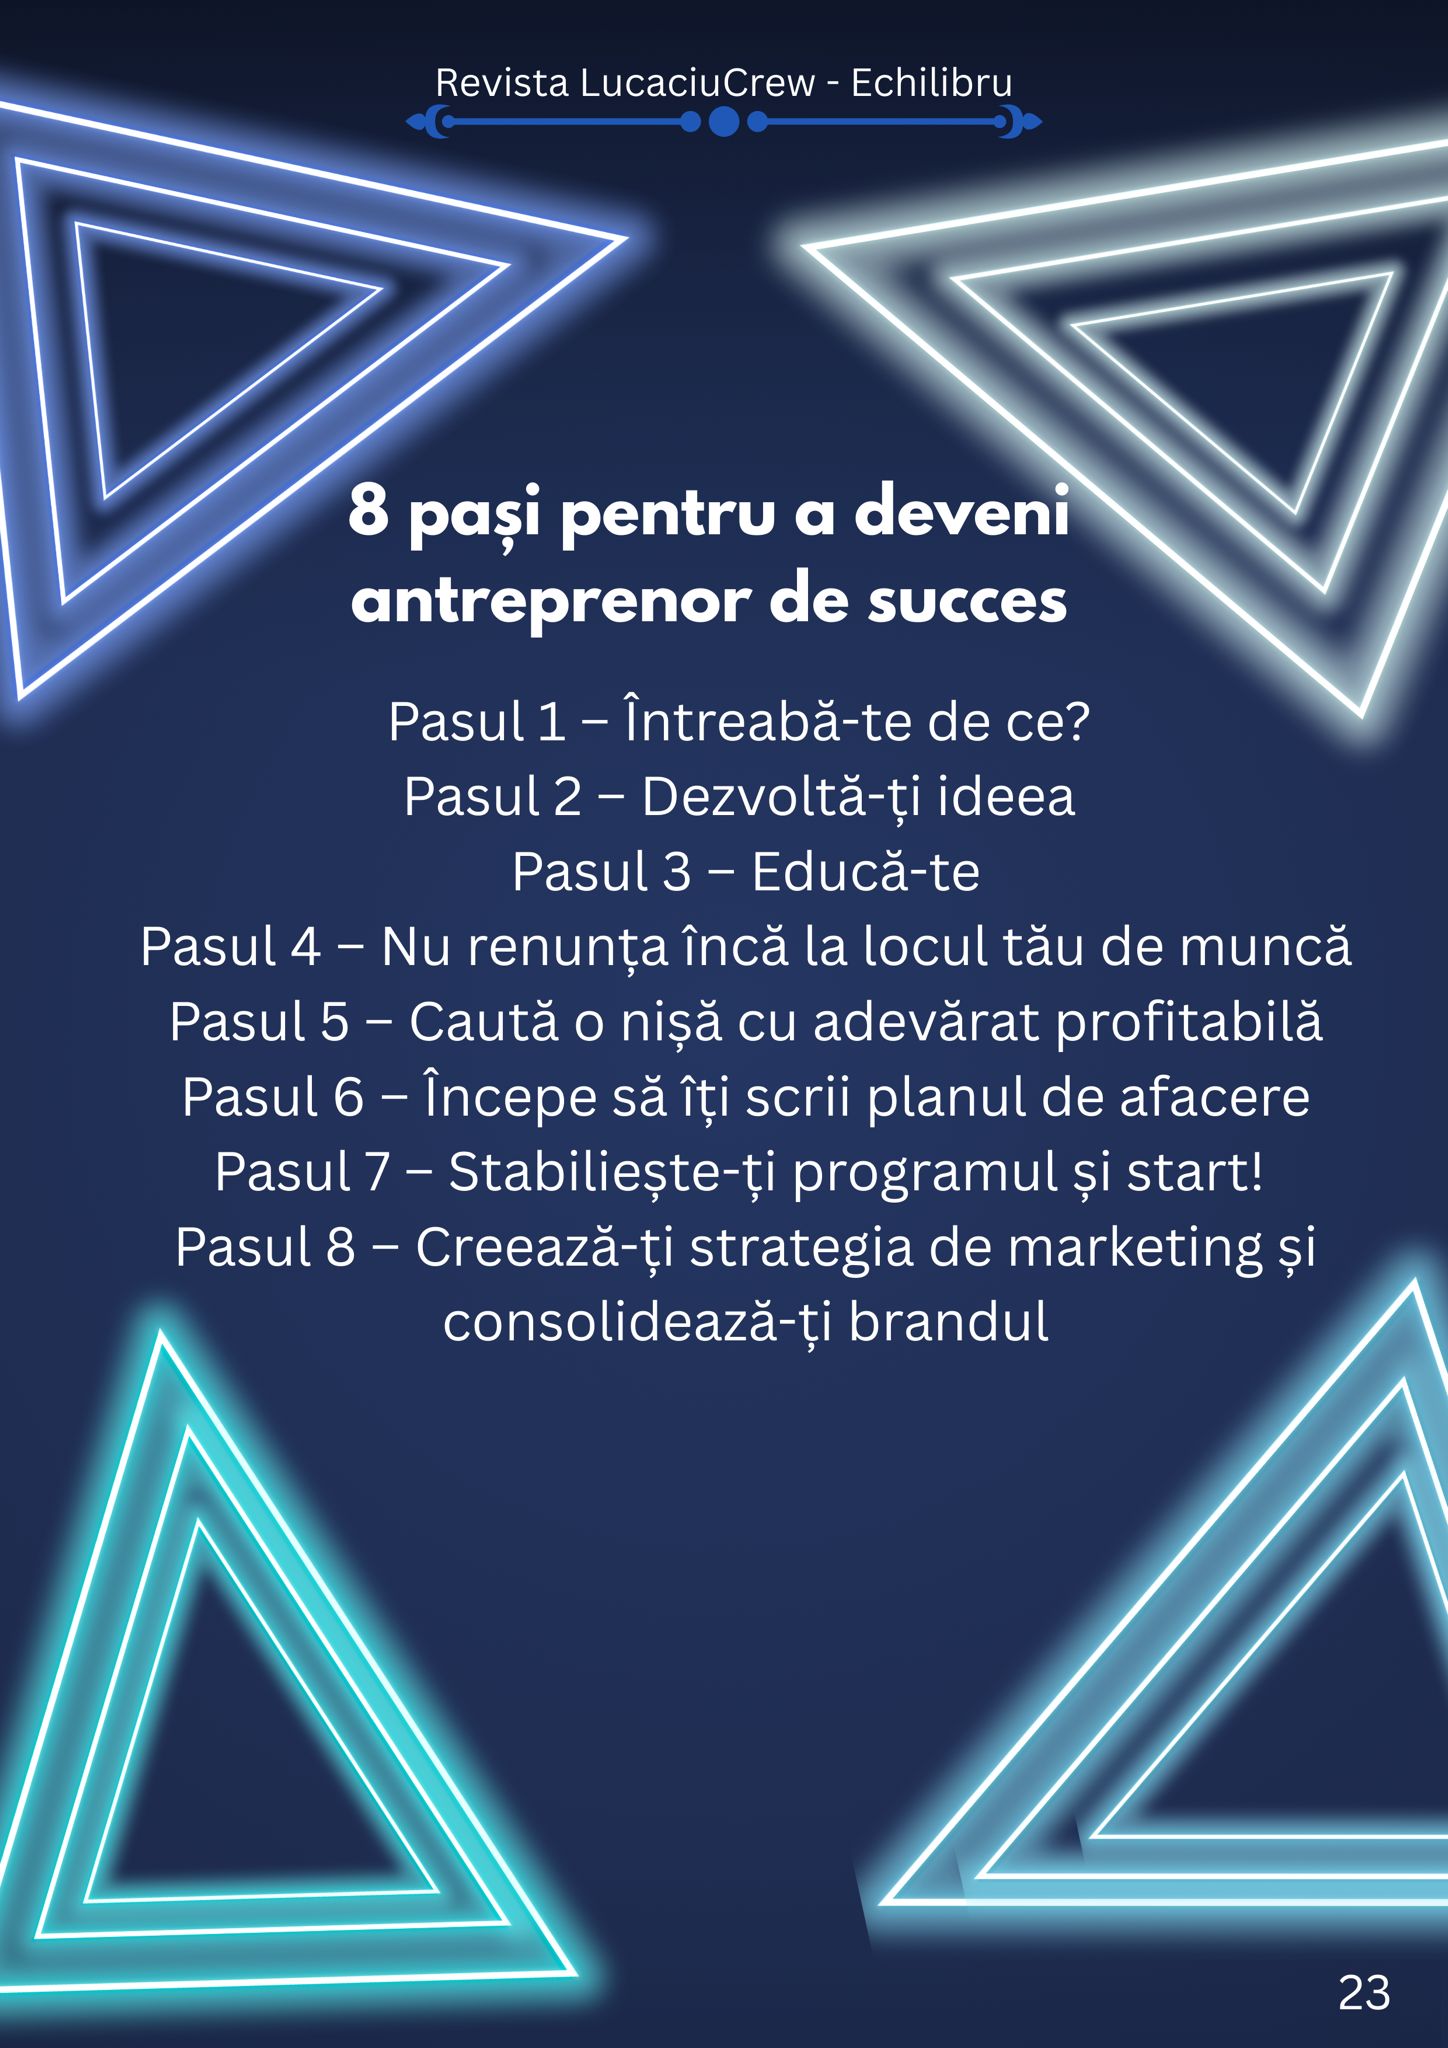 Revista LucaciuCrew - Echilibru
8 pași pentru a deveni
antreprenor de succes
Pasul 1 – Întreabă-te de ce?
Pasul 2 – Dezvoltă-ți ideea
Pasul 3 – Educă-te
Pasul 4 – Nu renunța încă la locul tău de muncă
Pasul 5 – Caută o nișă cu adevărat profitabilă
Pasul 6 – Începe să îți scrii planul de afacere
Pasul 7 – Stabiliește-ți programul și start!
Pasul 8 – Creează-ți strategia de marketing și
consolidează-ți brandul
23